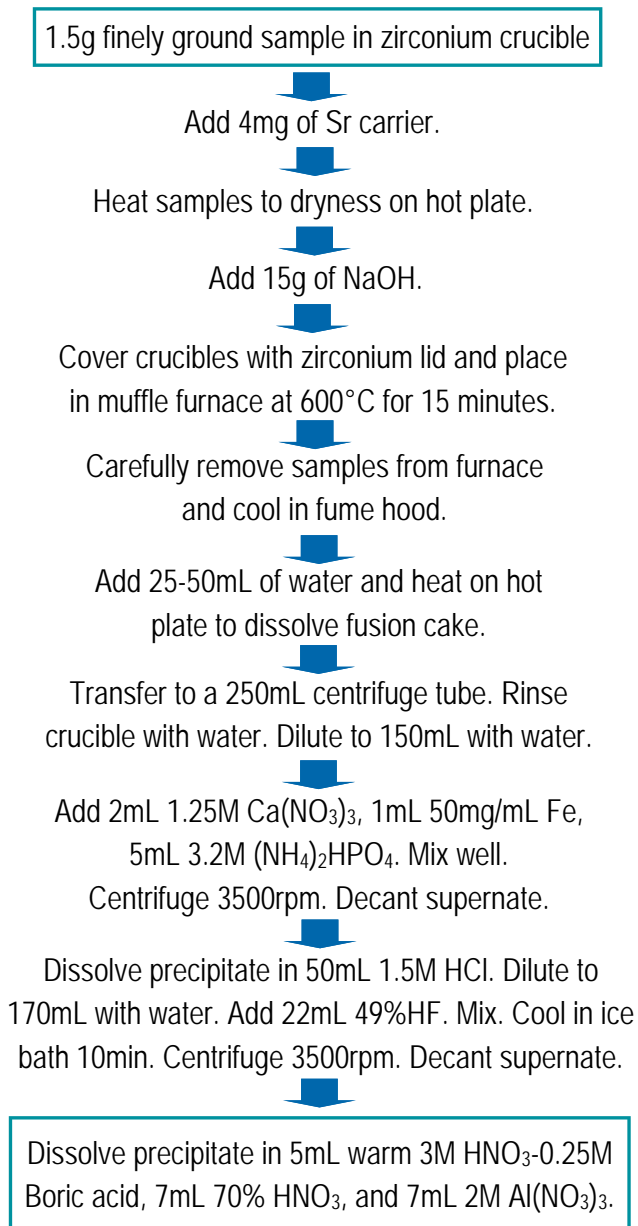 1.5g finely ground sample in zirconium crucible
Add 4mg of Sr carrier.
Heat samples to dryness on hot plate.
Add 15g of NaOH.
Cover crucibles with zirconium lid and place
in muffle furnace at 600°C for 15 minutes.
Carefully remove samples from furnace
and cool in fume hood.
Add 25-50mL of water and heat on hot
plate to dissolve fusion cake.
Transfer to a 250mL centrifuge tube. Rinse
crucible with water. Dilute to 150mL with water.
Add 2mL 1.25M Ca(NO₃)₃, 1mL 50mg/mL Fe,
5mL 3.2M (NH₄)₂HPO₄. Mix well.
Centrifuge 3500rpm. Decant supernate.
Dissolve precipitate in 50mL 1.5M HCl. Dilute to
170mL with water. Add 22mL 49%HF. Mix. Cool in ice
bath 10min. Centrifuge 3500rpm. Decant supernate.
Dissolve precipitate in 5mL warm 3M HNO₃-0.25M
Boric acid, 7mL 70% HNO₃, and 7mL 2M Al(NO₃)₃.